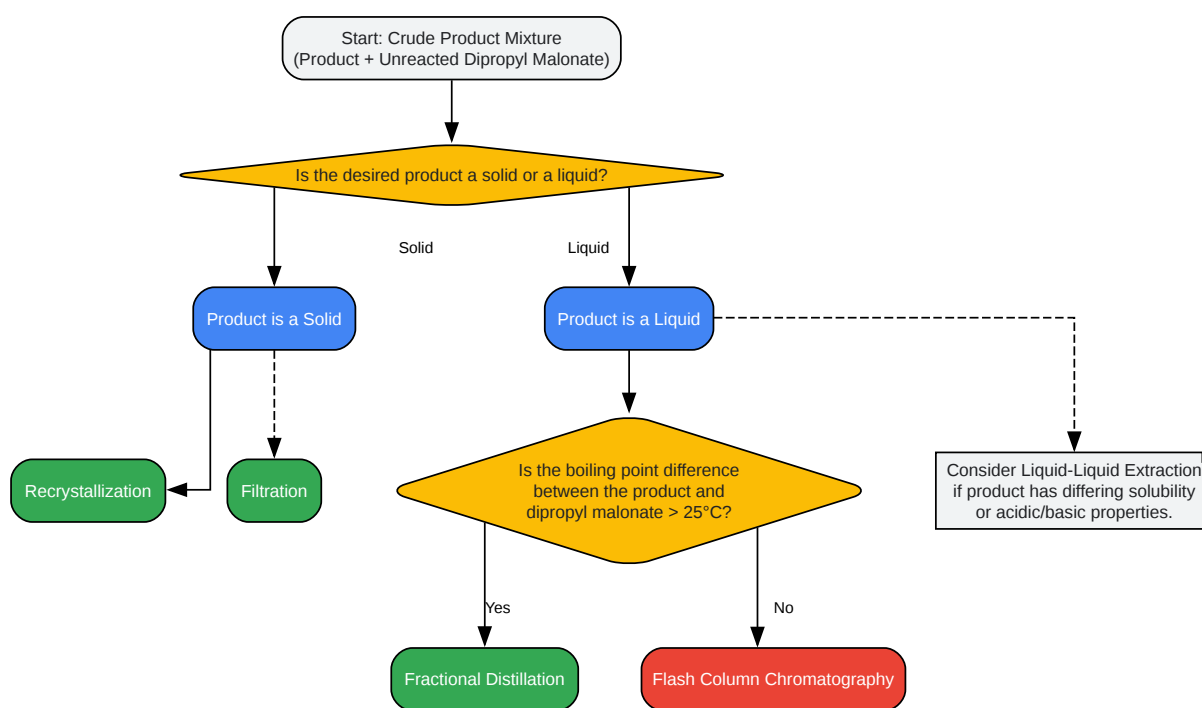 Start: Crude Product Mixture
(Product + Unreacted Dipropyl Malonate)
Is the desired product a solid or a liquid?
Solid
Liquid
Product is a Solid
Product is a Liquid
Recrystallization
Filtration
Is the boiling point difference
between the product and
dipropyl malonate > 25°C?
Consider Liquid-Liquid Extraction
if product has differing solubility
or acidic/basic properties.
Yes
No
Fractional Distillation
Flash Column Chromatography